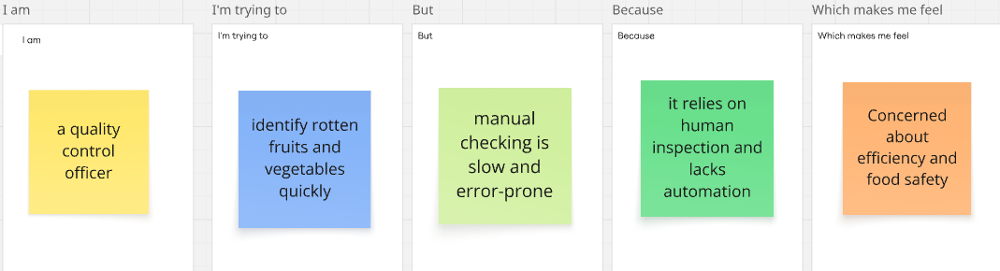 I am
I'm trying to
But
Because
Which makes me feel
I am
I'm trying to
But
Because
Which makes me feel
a quality
control
officer
identify rotten
fruits and
vegetables
quickly
manual
checking is
slow and
error-prone
it relies on
human
inspection and
lacks
automation
Concerned
about
efficiency and
food safety